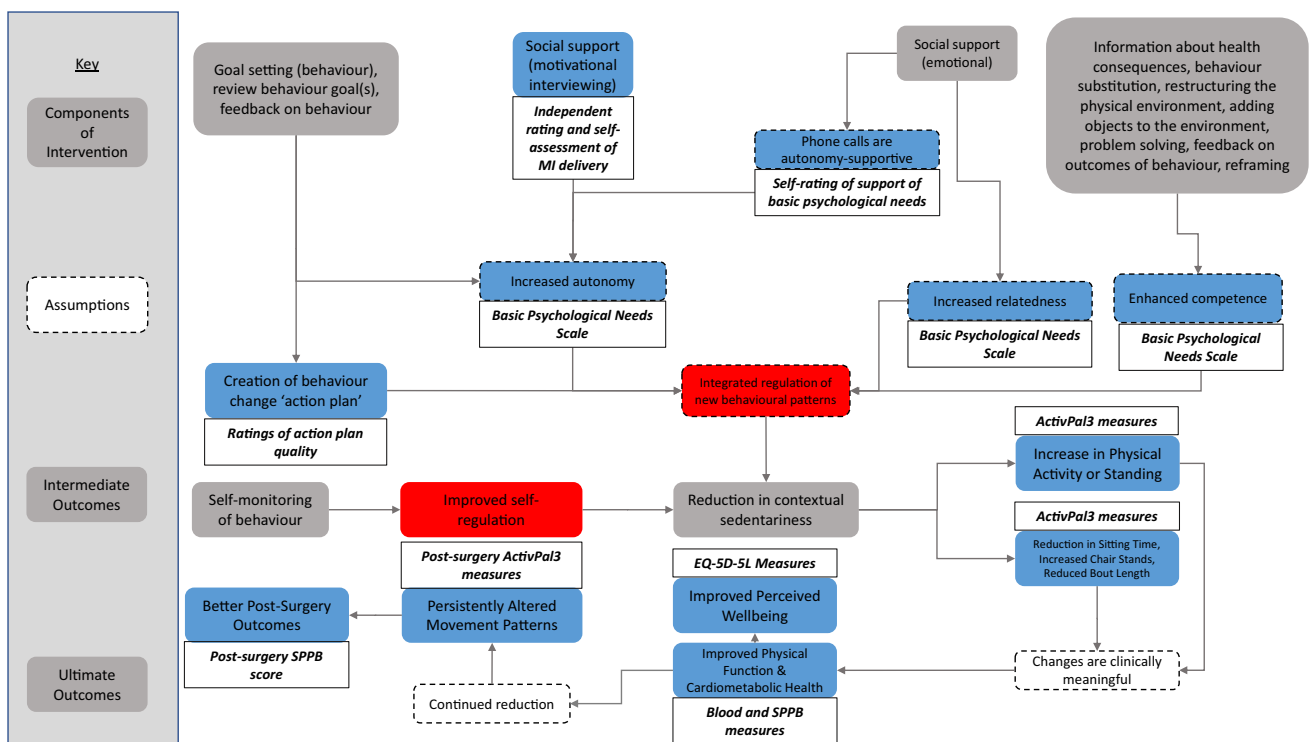 Key
Components
of
Intervention
Assumptions
Intermediate
Outcomes
Ultimate
Outcomes
Goal setting (behaviour),
review behaviour goal(s),
feedback on behaviour
Social support
(motivational
interviewing)
Independent
rating and self-
assessment of
MI delivery
Social support
(emotional)
Information about health
consequences, behaviour
substitution, restructuring the
physical environment, adding
objects to the environment,
problem solving, feedback on
outcomes of behaviour, reframing
Phone calls are
autonomy-supportive
Self-rating of support of
basic psychological needs
Increased autonomy
Basic Psychological Needs
Scale
Increased relatedness
Basic Psychological Needs
Scale
Enhanced competence
Basic Psychological
Needs Scale
Creation of behaviour
change ‘action plan’
Ratings of action plan
quality
Integrated regulation of
new behavioural patterns
ActivPal3 measures
Increase in Physical
Activity or Standing
Self-monitoring
of behaviour
Improved self-
regulation
Reduction in contextual
sedentariness
ActivPal3 measures
Reduction in Sitting Time,
Increased Chair Stands,
Reduced Bout Length
Post-surgery ActivPal3
measures
Persistently Altered
Movement Patterns
Better Post-Surgery
Outcomes
Post-surgery SPPB
score
EQ-5D-5L Measures
Improved Perceived
Wellbeing
Improved Physical
Function &
Cardiometabolic Health
Blood and SPPB
measures
Changes are clinically
meaningful
Continued reduction